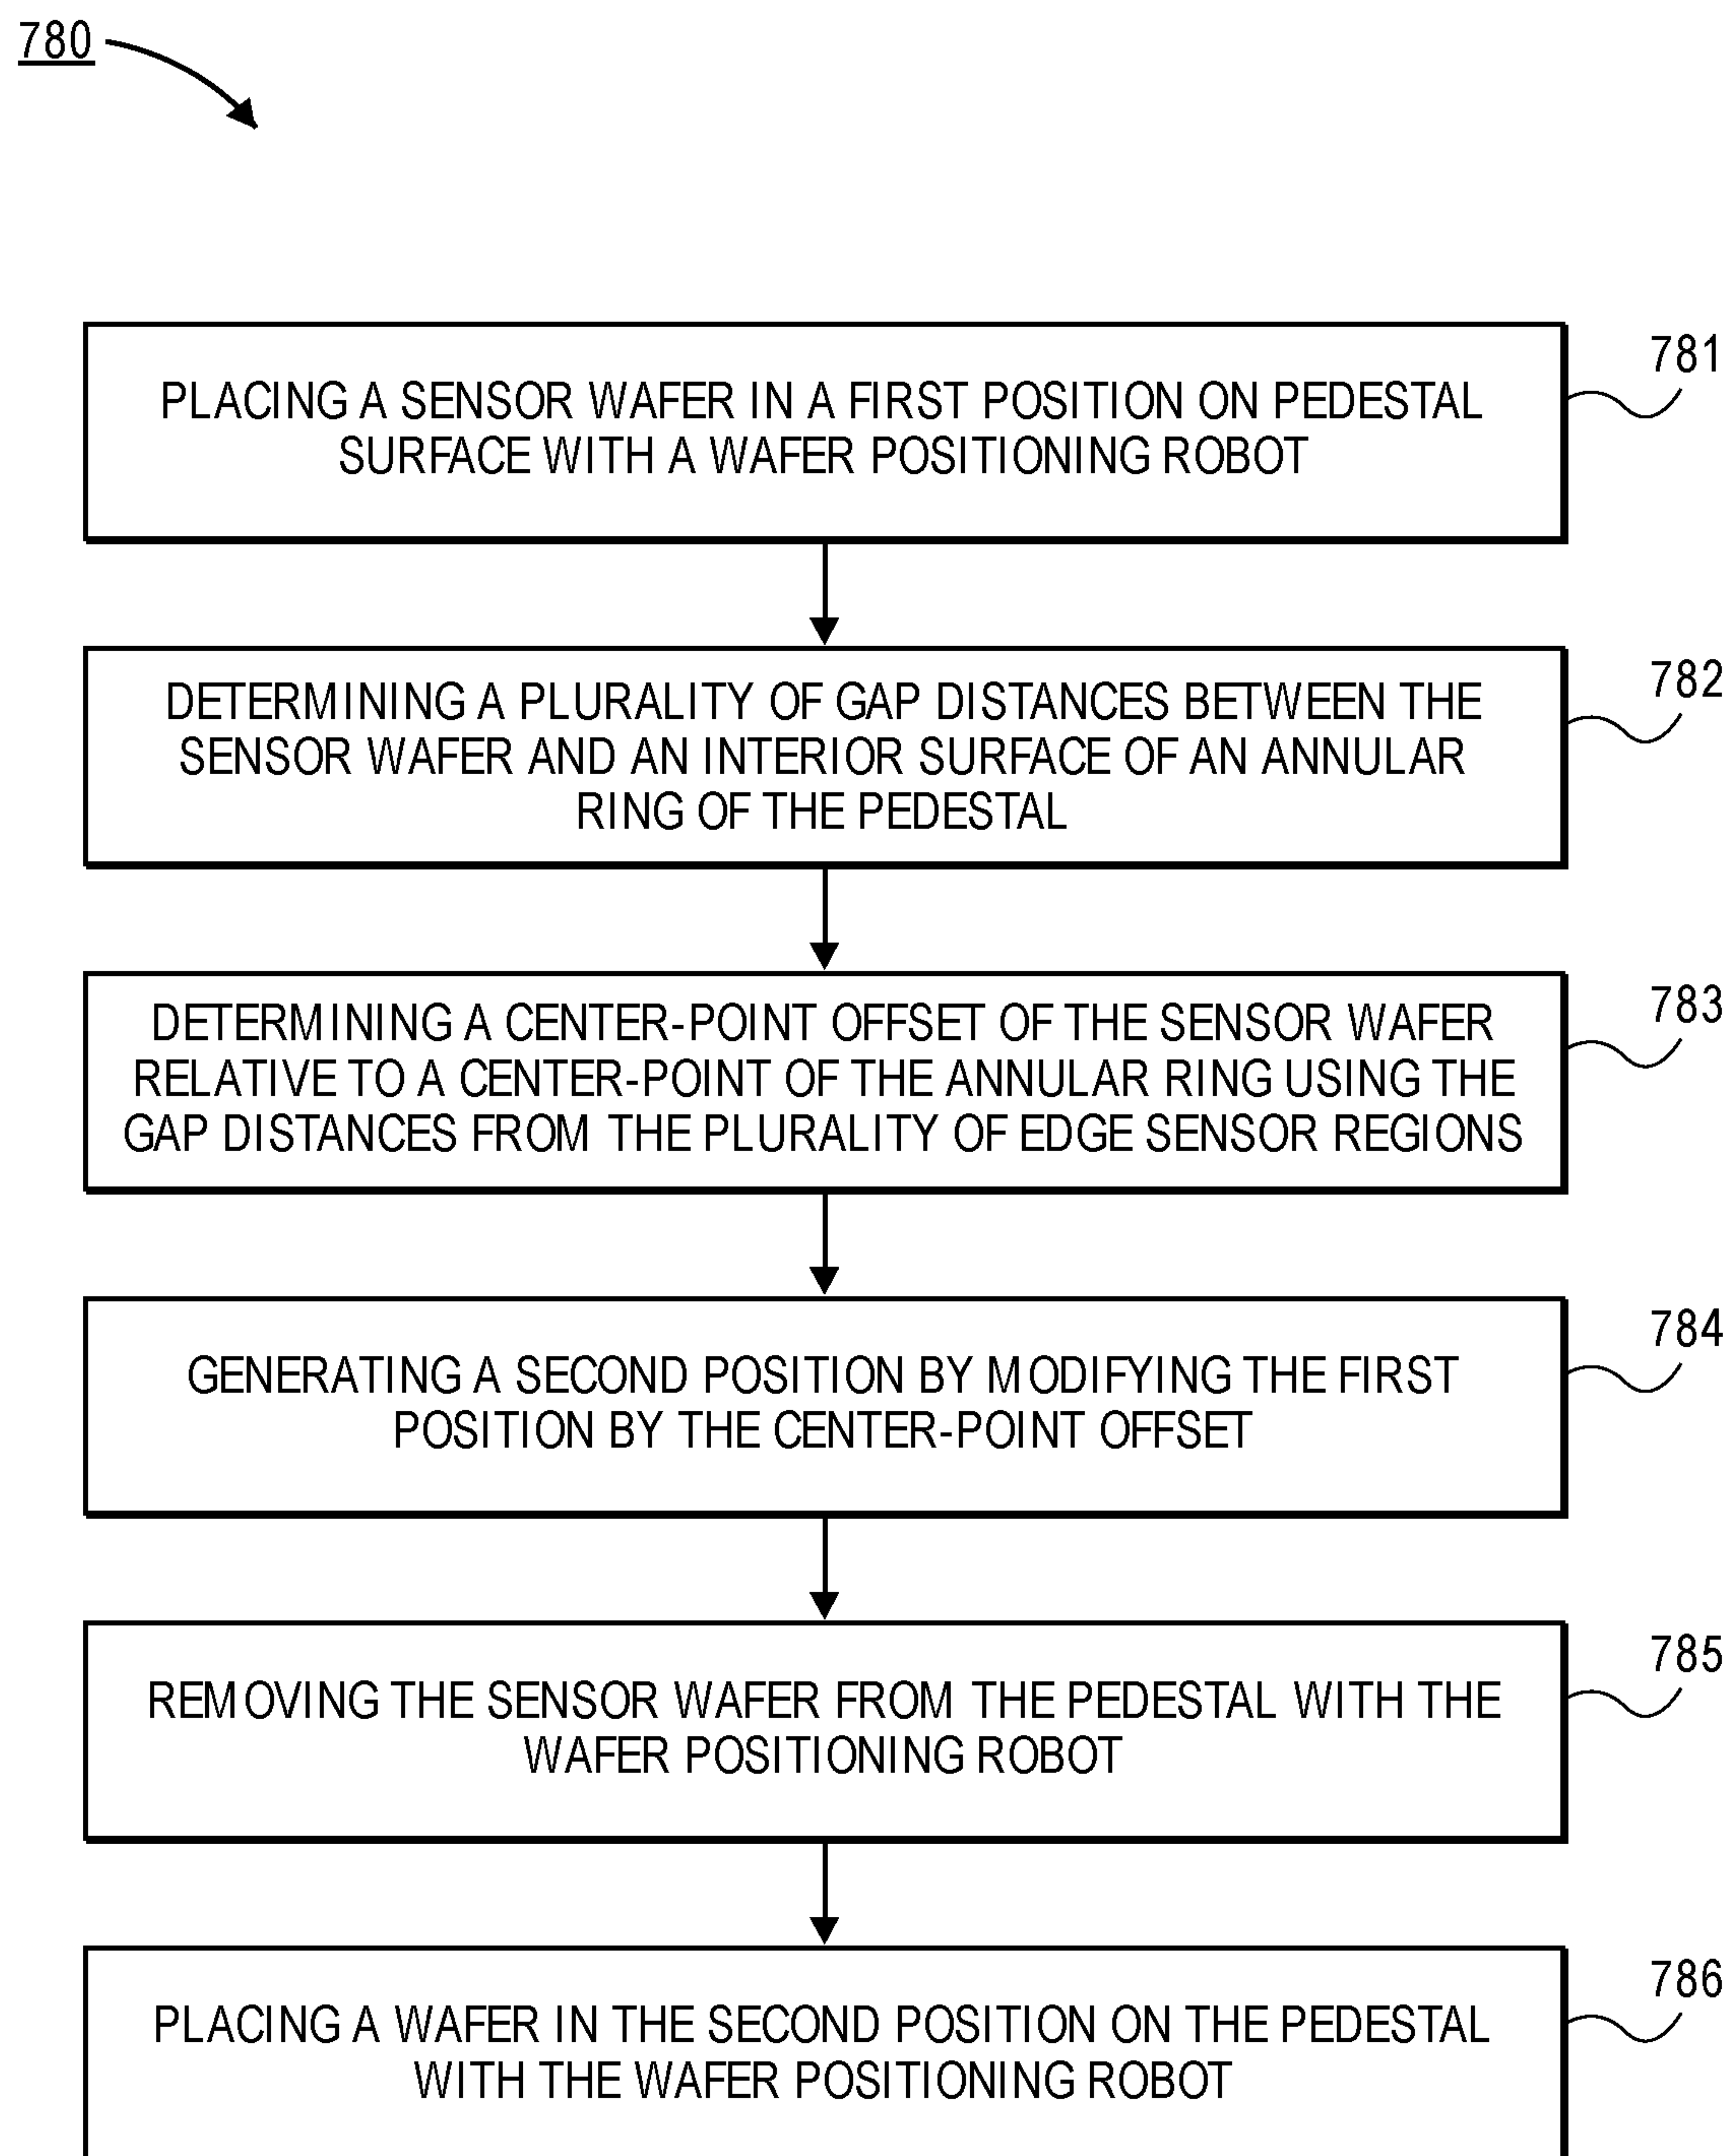 780
781
PLACING A SENSOR WAFER IN A FIRST POSITION ON PEDESTAL
SURFACE WITH A WAFER POSITIONING ROBOT
782
DETERMINING A PLURALITY OF GAP DISTANCES BETWEEN THE
SENSOR WAFER AND AN INTERIOR SURFACE OF AN ANNULAR
RING OF THE PEDESTAL
783
DETERMINING A CENTER-POINT OFFSET OF THE SENSOR WAFER
RELATIVE TO A CENTER-POINT OF THE ANNULAR RING USING THE
GAP DISTANCES FROM THE PLURALITY OF EDGE SENSOR REGIONS
784
GENERATING A SECOND POSITION BY MODIFYING THE FIRST
POSITION BY THE CENTER-POINT OFFSET
785
REMOVING THE SENSOR WAFER FROM THE PEDESTAL WITH THE
WAFER POSITIONING ROBOT
786
PLACING A WAFER IN THE SECOND POSITION ON THE PEDESTAL
WITH THE WAFER POSITIONING ROBOT